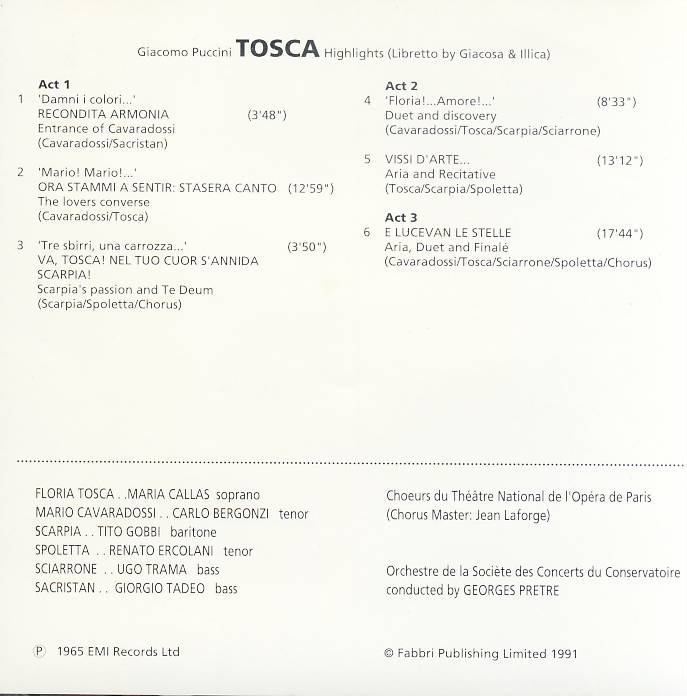 Giacomo Puccini TOSCA Highlights (Libretto by Giacosa & Illica)
Act 1
1 'Damni i colori...'
RECONDITA ARMONIA (3'48")
Entrance of Cavaradossi
(Cavaradossi/Sacristan)
2 'Mario! Mario!...'
ORA STAMMI A SENTIR: STASERA CANTO (12'59")
The lovers converse
(Cavaradossi/Tosca)
3 'Tre sbirri, una carrozza...' (3'50")
VA, TOSCA! NEL TUO CUOR S'ANNIDA
SCARPIA!
Scarpia's passion and Te Deum
(Scarpia/Spoletta/Chorus)
Act 2
4 'Floria!...Amore!...' (8'33")
Duet and discovery
(Cavaradossi/Tosca/Scarpia/Sciarrone)
5 VISSI D'ARTE... (13'12")
Aria and Recitative
(Tosca/Scarpia/Spoletta)
Act 3
6 E LUCEVAN LE STELLE (17'44")
Aria, Duet and Finalé
(Cavaradossi/Tosca/Sciarrone/Spoletta/Chorus)
FLORIA TOSCA . . MARIA CALLAS soprano
MARIO CAVARADOSSI . . CARLO BERGONZI tenor
SCARPIA . . TITO GOBBI baritone
SPOLETTA . . RENATO ERCOLANI tenor
SCIARRONE . . UGO TRAMA bass
SACRISTAN . . GIORGIO TADEO bass
Choeurs du Théâtre National de l'Opéra de Paris
(Chorus Master: Jean Laforge)
Orchestre de la Sociète des Concerts du Conservatoire
conducted by GEORGES PRETRE
℗ 1965 EMI Records Ltd
© Fabbri Publishing Limited 1991